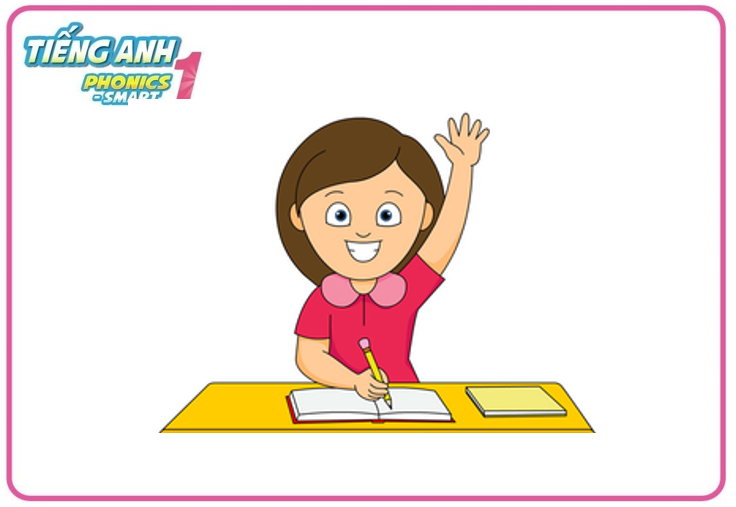 TIẾNG ANH
PHONICS
-SMART
1